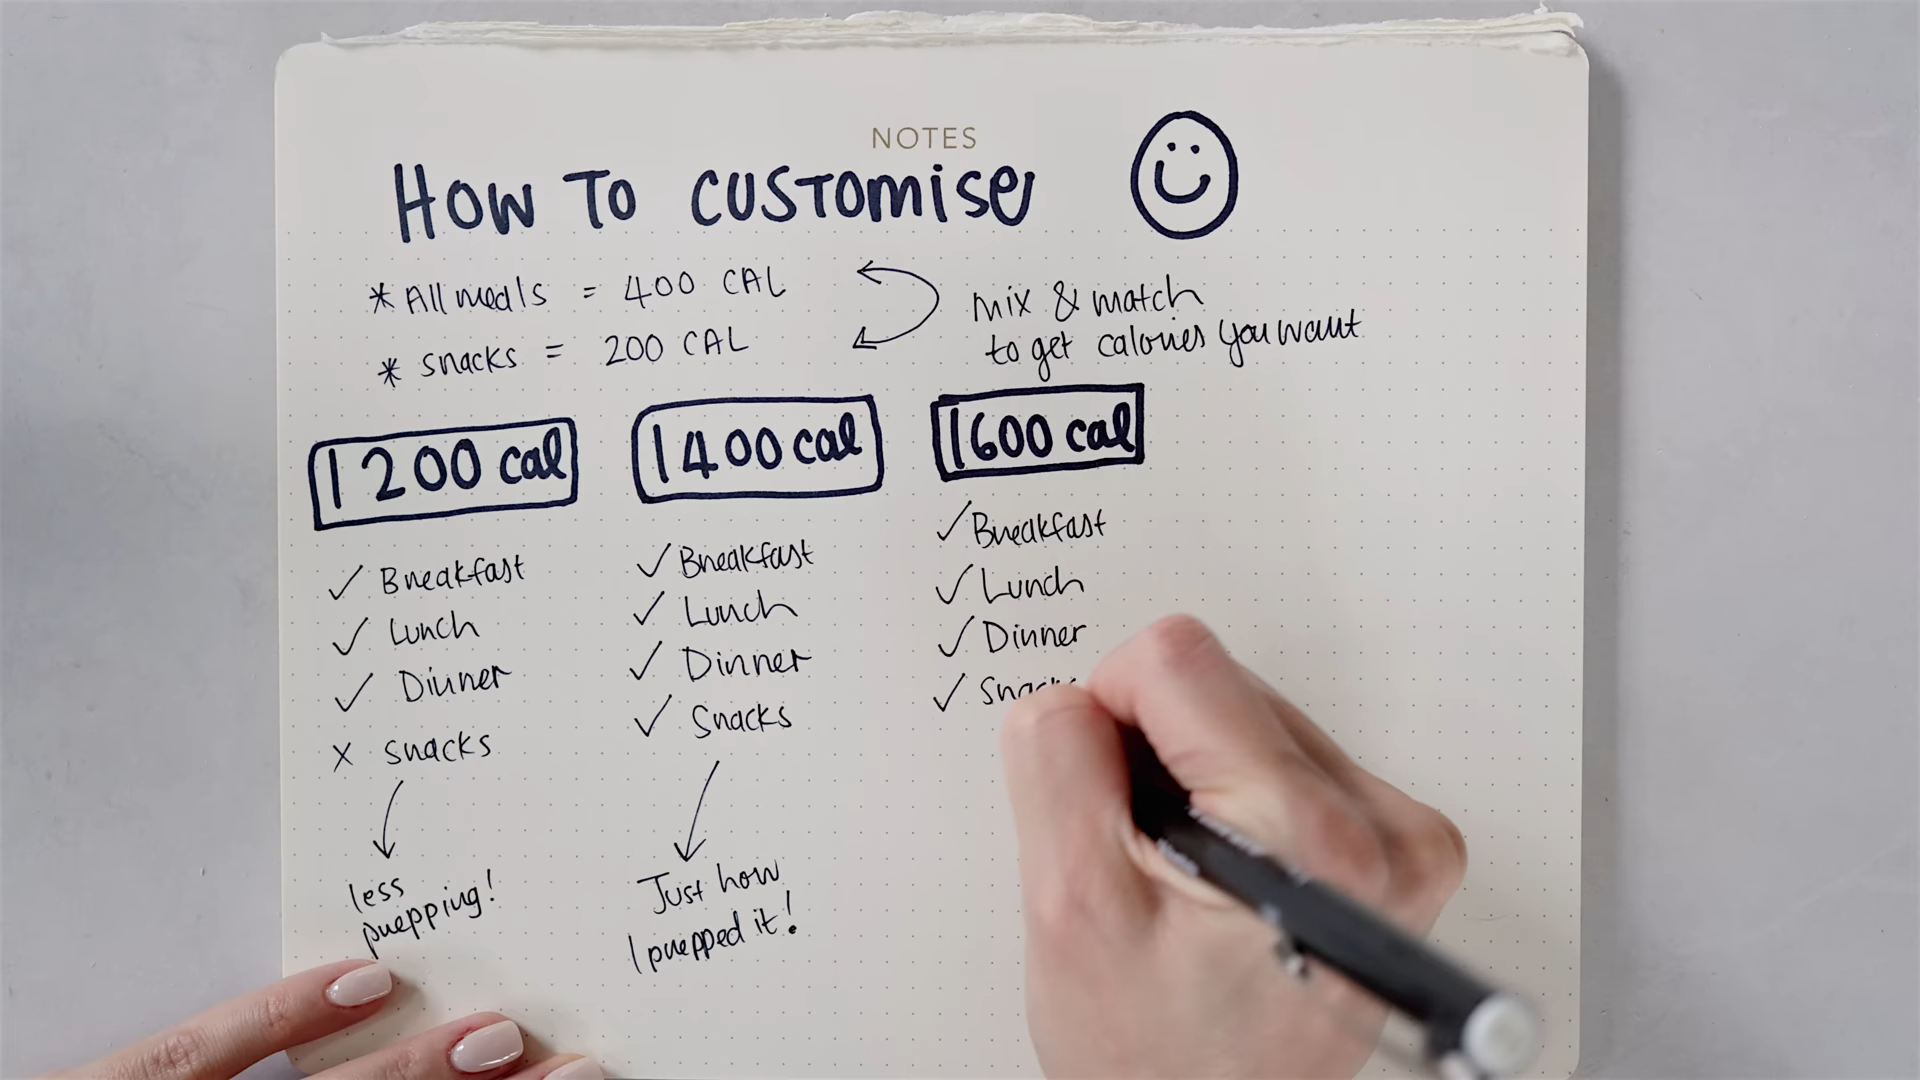 NOTES
HOW TO CUSTOMISE
* All meals = 400 CAL
* snacks = 200 CAL
mix & match
to get calories you want
1200 cal
✓ Breakfast
✓ Lunch
✓ Dinner
x snacks
less
prepping!
1400 cal
✓ Breakfast
✓ Lunch
✓ Dinner
✓ Snacks
Just how
I prepped it!
1600 cal
✓ Breakfast
✓ Lunch
✓ Dinner
✓ Snacks